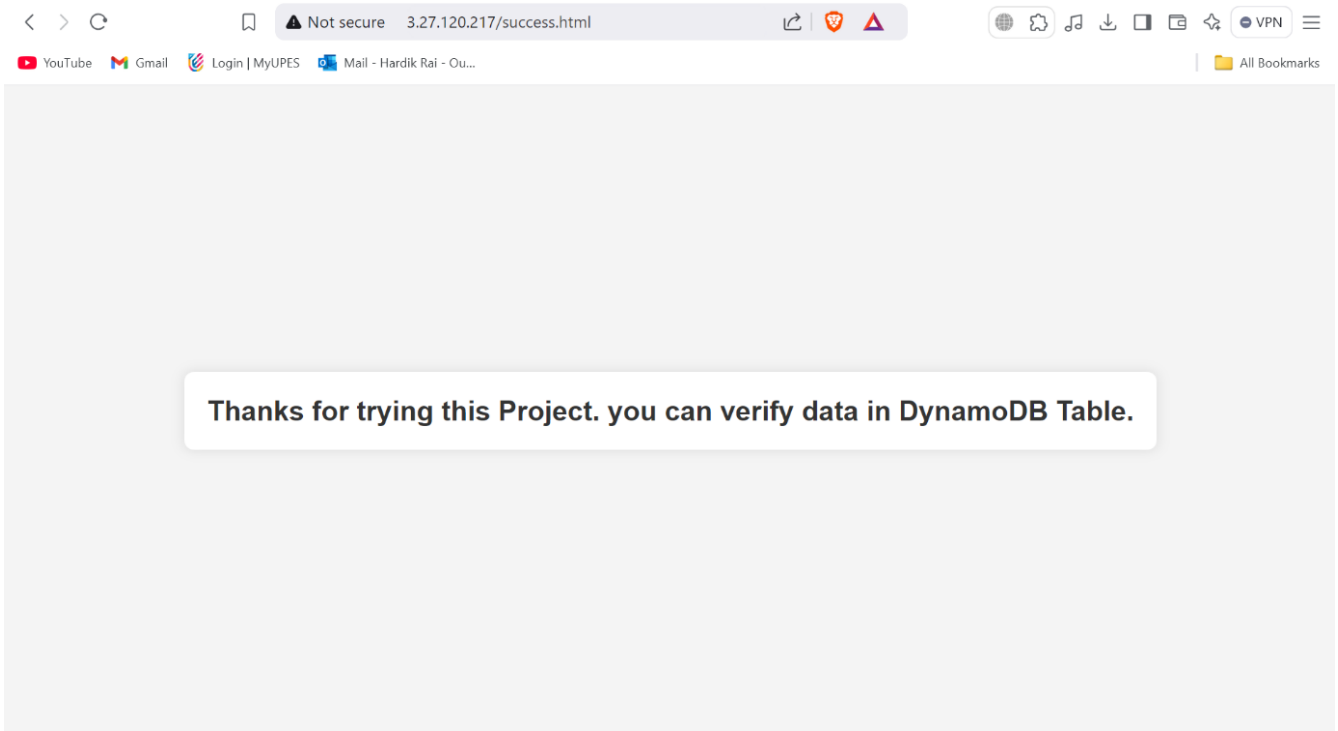 Not secure 3.27.120.217/success.html
VPN
YouTube Gmail Login | MyUPES Mail - Hardik Rai - Ou... All Bookmarks
Thanks for trying this Project. you can verify data in DynamoDB Table.